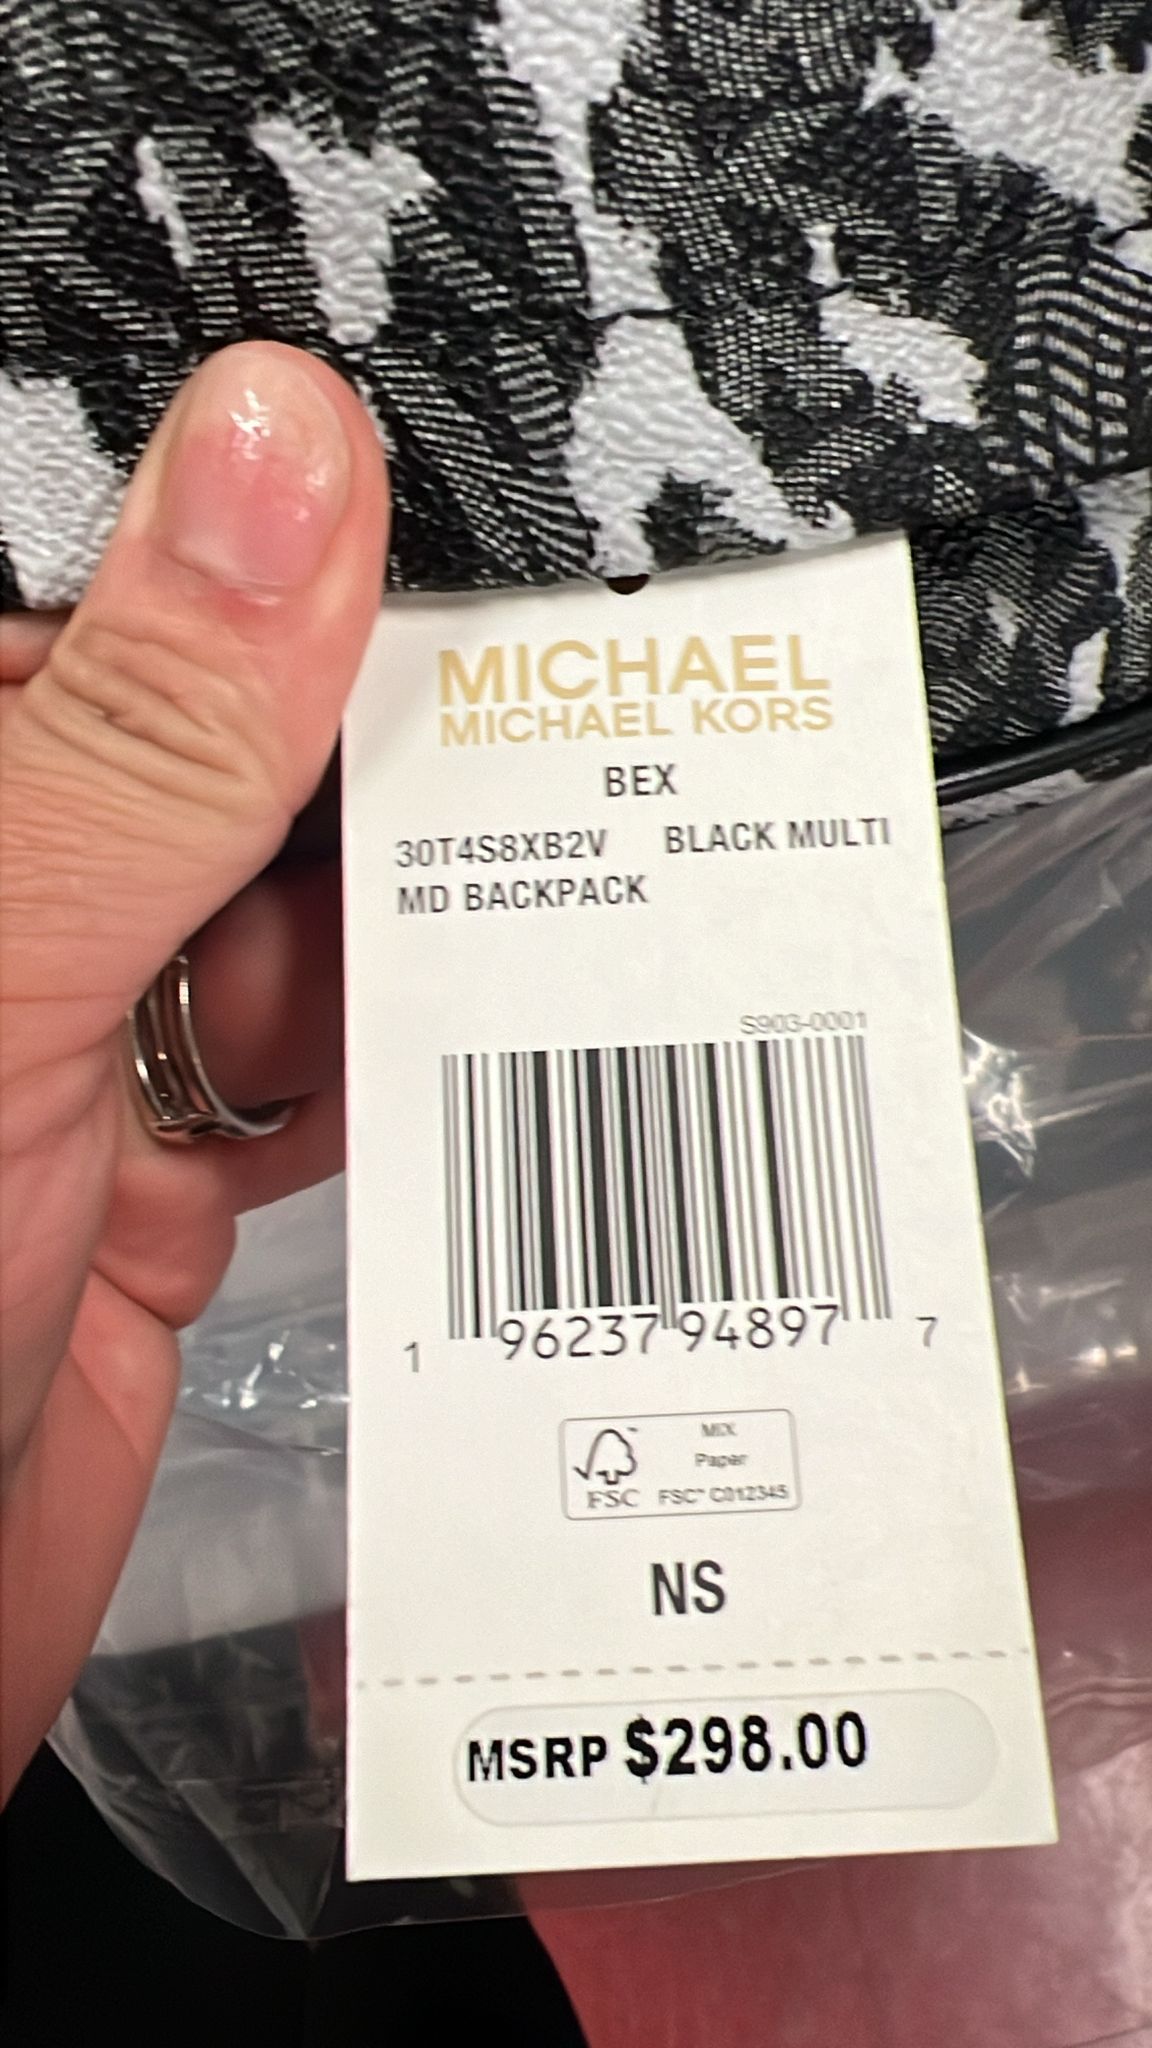 MICHAEL
MICHAEL KORS
BEX
30T4S8XB2V BLACK MULTI
MD BACKPACK
S903-0001
1 96237 94897 7
FSC
MIX
Paper
FSC™ C012345
NS
MSRP $298.00